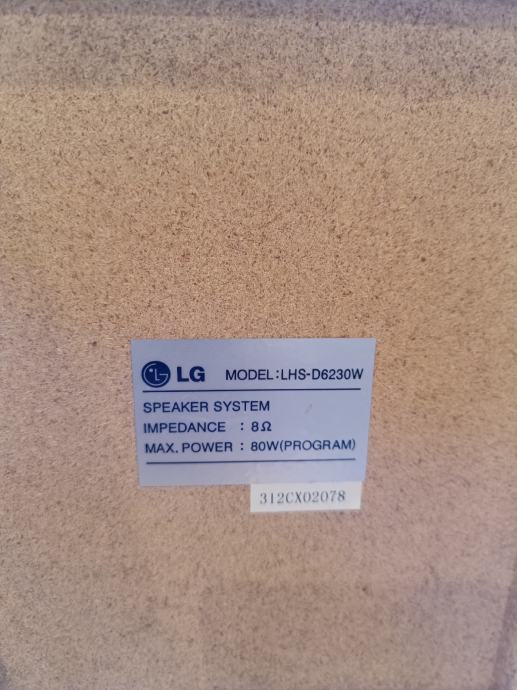 LG MODEL:LHS-D6230W
SPEAKER SYSTEM
IMPEDANCE : 8Ω
MAX. POWER : 80W(PROGRAM)
312CX02078